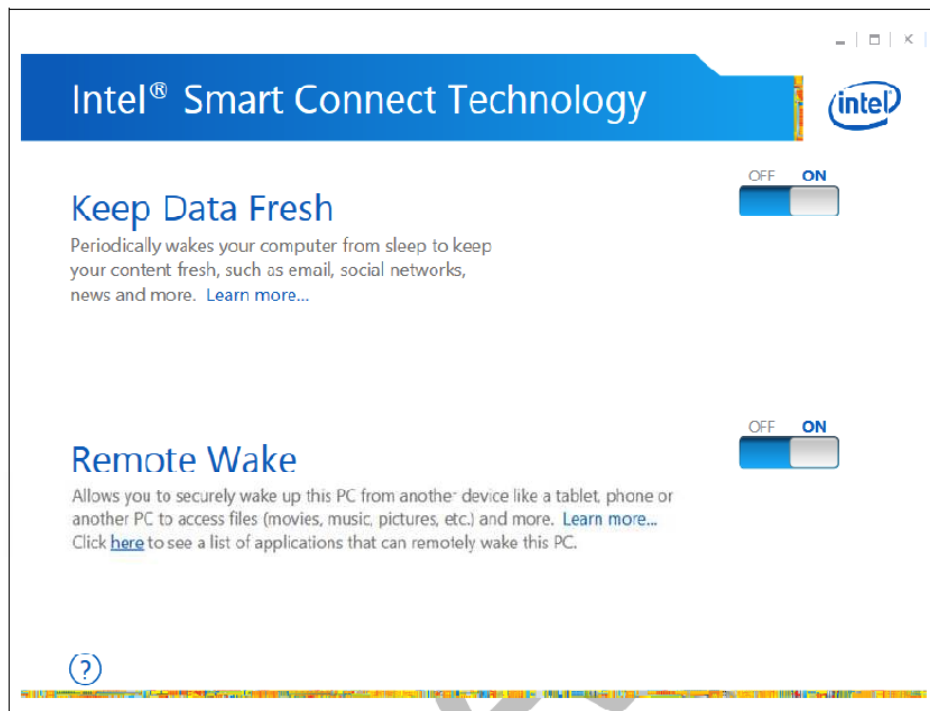 Intel® Smart Connect Technology
intel
OFF ON
Keep Data Fresh
Periodically wakes your computer from sleep to keep
your content fresh, such as email, social networks,
news and more. Learn more...
OFF ON
Remote Wake
Allows you to securely wake up this PC from another device like a tablet, phone or
another PC to access files (movies, music, pictures, etc.) and more. Learn more...
Click here to see a list of applications that can remotely wake this PC.
?